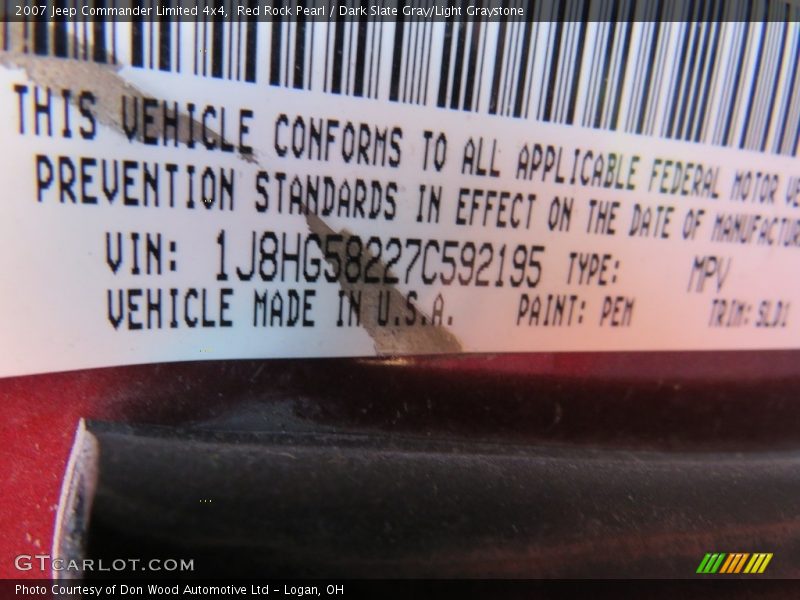 2007 Jeep Commander Limited 4x4, Red Rock Pearl / Dark Slate Gray/Light Graystone
THIS VEHICLE CONFORMS TO ALL APPLICABLE FEDERAL MOTOR VE
PREVENTION STANDARDS IN EFFECT ON THE DATE OF MANUFACTUR
VIN: 1J8HG58227C592195 TYPE: MPV
VEHICLE MADE IN U.S.A. PAINT: PEM TRIM: SLD1
GTCARLOT.COM
Photo Courtesy of Don Wood Automotive Ltd - Logan, OH